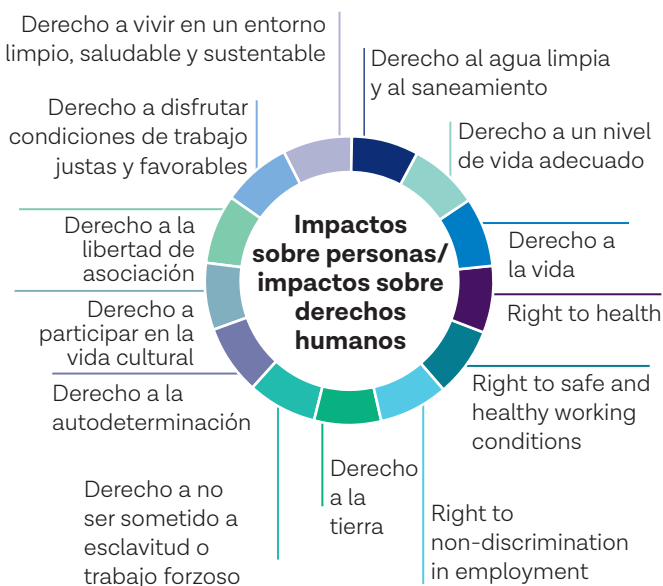 Derecho a vivir en un entorno
limpio, saludable y sustentable
Derecho al agua limpia
y al saneamiento
Derecho a disfrutar
condiciones de trabajo
justas y favorables
Derecho a un nivel
de vida adecuado
Impactos
sobre personas/
impactos sobre
derechos
humanos
Derecho a la
libertad de
asociación
Derecho a
la vida
Derecho a
participar en la
vida cultural
Right to health
Derecho a la
autodeterminación
Right to safe and
healthy working
conditions
Derecho a no
ser sometido a
esclavitud o
trabajo forzoso
Derecho
a la
tierra
Right to
non-discrimination
in employment